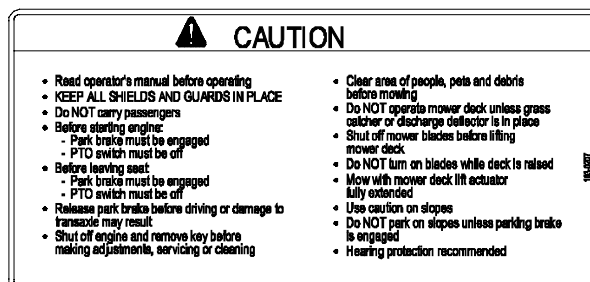 CAUTION
• Read operator's manual before operating
• KEEP ALL SHIELDS AND GUARDS IN PLACE
• Do NOT carry passengers
• Before starting engine:
- Park brake must be engaged
- PTO switch must be off
• Before leaving seat:
- Park brake must be engaged
- PTO switch must be off
• Release park brake before driving or damage to
transaxle may result
• Shut off engine and remove key before
making adjustments, servicing or cleaning
• Clear area of people, pets and debris
before mowing
• Do NOT operate mower deck unless grass
catcher or discharge deflector is in place
• Shut off mower blades before lifting
mower deck
• Do NOT turn on blades while deck is raised
• Mow with mower deck lift actuator
fully extended
• Use caution on slopes
• Do NOT park on slopes unless parking brake
is engaged
• Hearing protection recommended